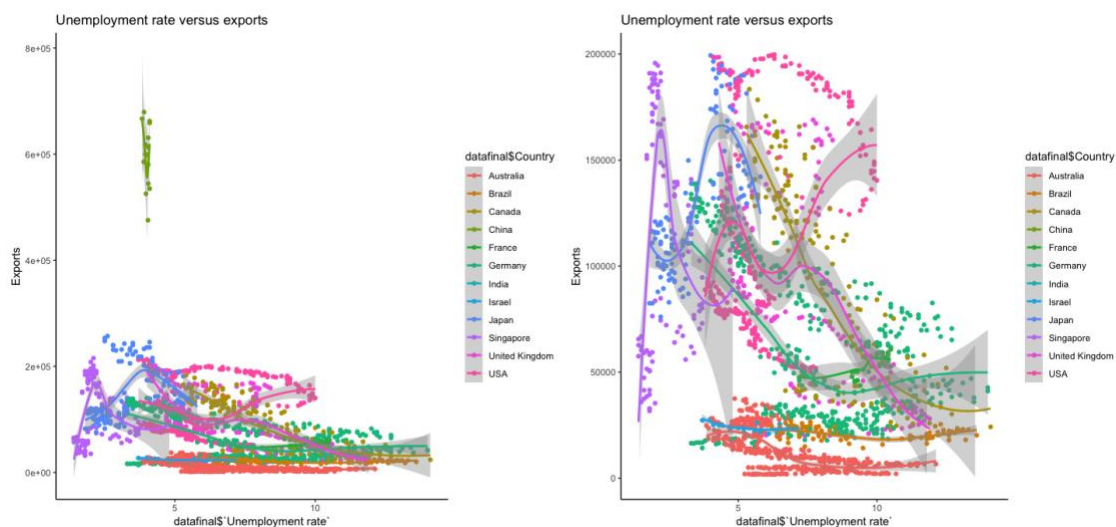 Unemployment rate versus exports
8e+05
6e+05
4e+05
2e+05
0e+00
Exports
5
10
datafinal$`Unemployment rate`
datafinal$Country
Australia
Brazil
Canada
China
France
Germany
India
Israel
Japan
Singapore
United Kingdom
USA
Unemployment rate versus exports
200000
150000
100000
50000
0
Exports
5
10
datafinal$`Unemployment rate`
datafinal$Country
Australia
Brazil
Canada
China
France
Germany
India
Israel
Japan
Singapore
United Kingdom
USA